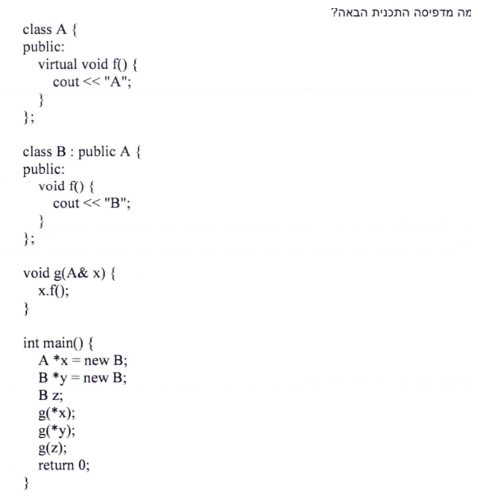 מה מדפיסה התכנית הבאה?
class A {
public:
virtual void f() {
cout << "A";
}
};
class B : public A {
public:
void f() {
cout << "B";
}
};
void g(A& x) {
x.f();
}
int main() {
A *x = new B;
B *y = new B;
B z;
g(*x);
g(*y);
g(z);
return 0;
}